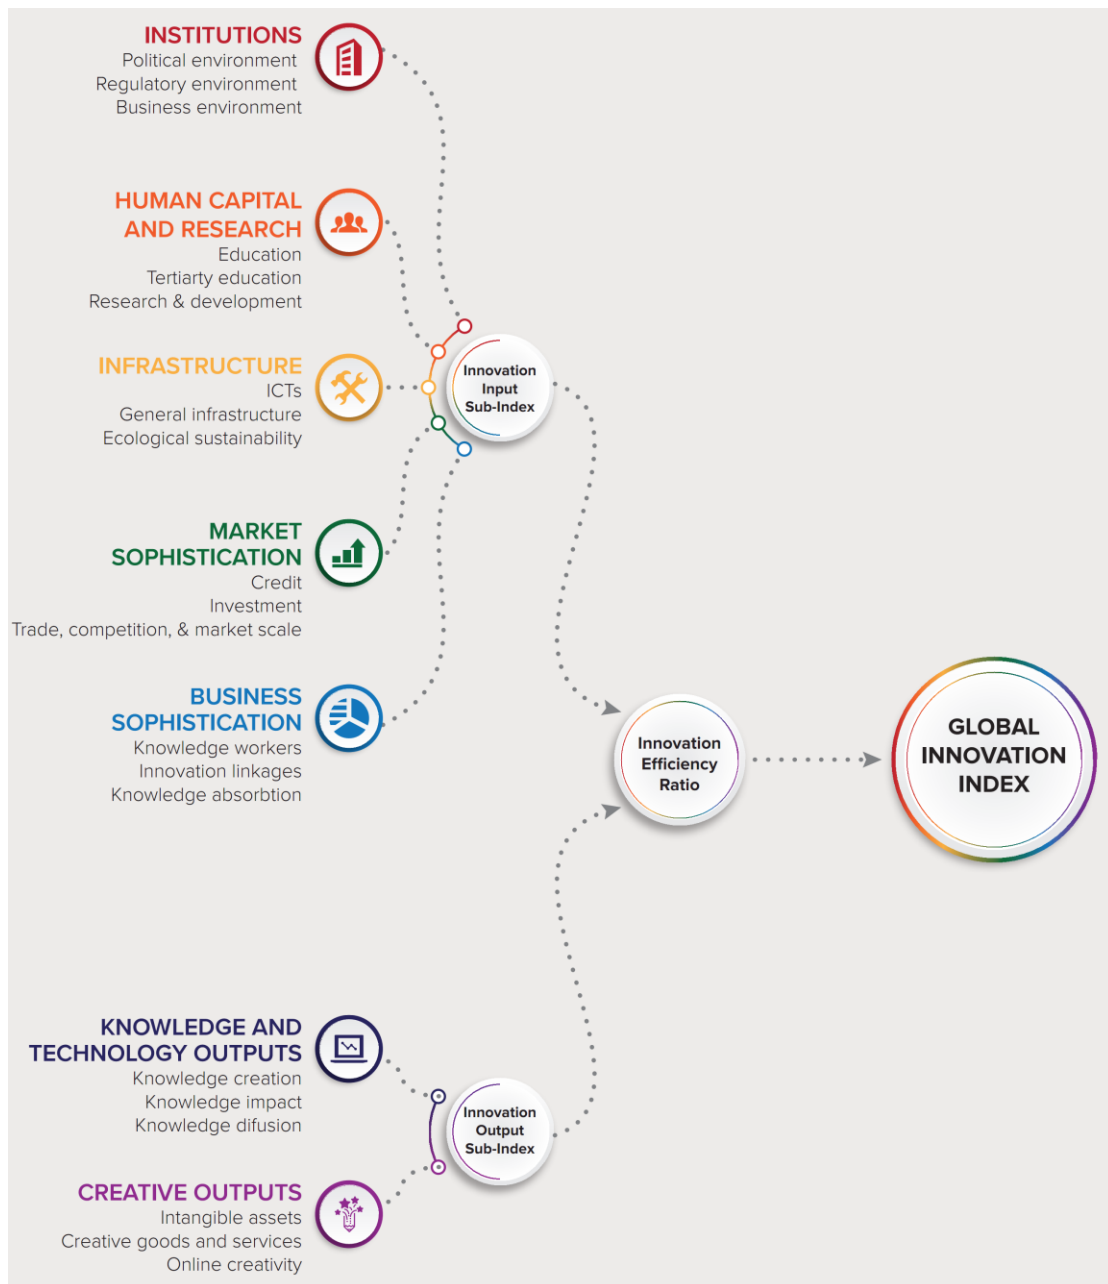 INSTITUTIONS
Political environment
Regulatory environment
Business environment
HUMAN CAPITAL
AND RESEARCH
Education
Tertiarty education
Research & development
INFRASTRUCTURE
ICTs
General infrastructure
Ecological sustainability
MARKET
SOPHISTICATION
Credit
Investment
Trade, competition, & market scale
BUSINESS
SOPHISTICATION
Knowledge workers
Innovation linkages
Knowledge absorbtion
KNOWLEDGE AND
TECHNOLOGY OUTPUTS
Knowledge creation
Knowledge impact
Knowledge difusion
CREATIVE OUTPUTS
Intangible assets
Creative goods and services
Online creativity
Innovation
Input
Sub-Index
Innovation
Output
Sub-Index
Innovation
Efficiency
Ratio
GLOBAL
INNOVATION
INDEX